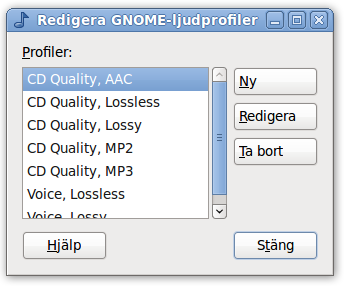 Redigera GNOME-ljudprofiler
Profiler:
CD Quality, AAC
CD Quality, Lossless
CD Quality, Lossy
CD Quality, MP2
CD Quality, MP3
Voice, Lossless
Voice, Lossy
Ny
Redigera
Ta bort
Hjälp
Stäng